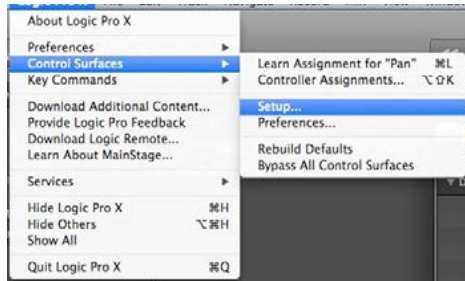 About Logic Pro X
Preferences
Control Surfaces
Key Commands
Download Additional Content...
Provide Logic Pro Feedback
Download Logic Remote...
Learn About MainStage...
Services
Hide Logic Pro X ⌘H
Hide Others ⌥⌘H
Show All
Quit Logic Pro X ⌘Q
Learn Assignment for "Pan" ⌘L
Controller Assignments... ⌥⇧K
Setup...
Preferences...
Rebuild Defaults
Bypass All Control Surfaces